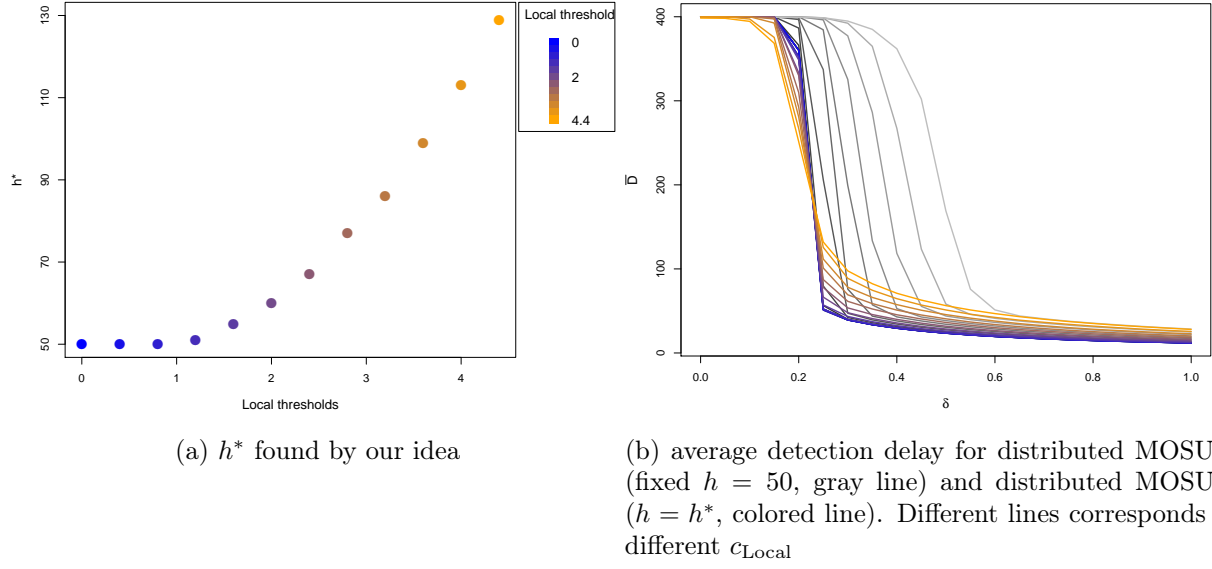 130
110
90
70
50
h*
0
1
2
3
4
Local thresholds
Local threshold
0
2
4.4
400
300
200
100
0
D
0.0
0.2
0.4
0.6
0.8
1.0
δ
(a) h* found by our idea
(b) average detection delay for distributed MOSU
(fixed h = 50, gray line) and distributed MOSU
(h = h*, colored line). Different lines corresponds
different cLocal